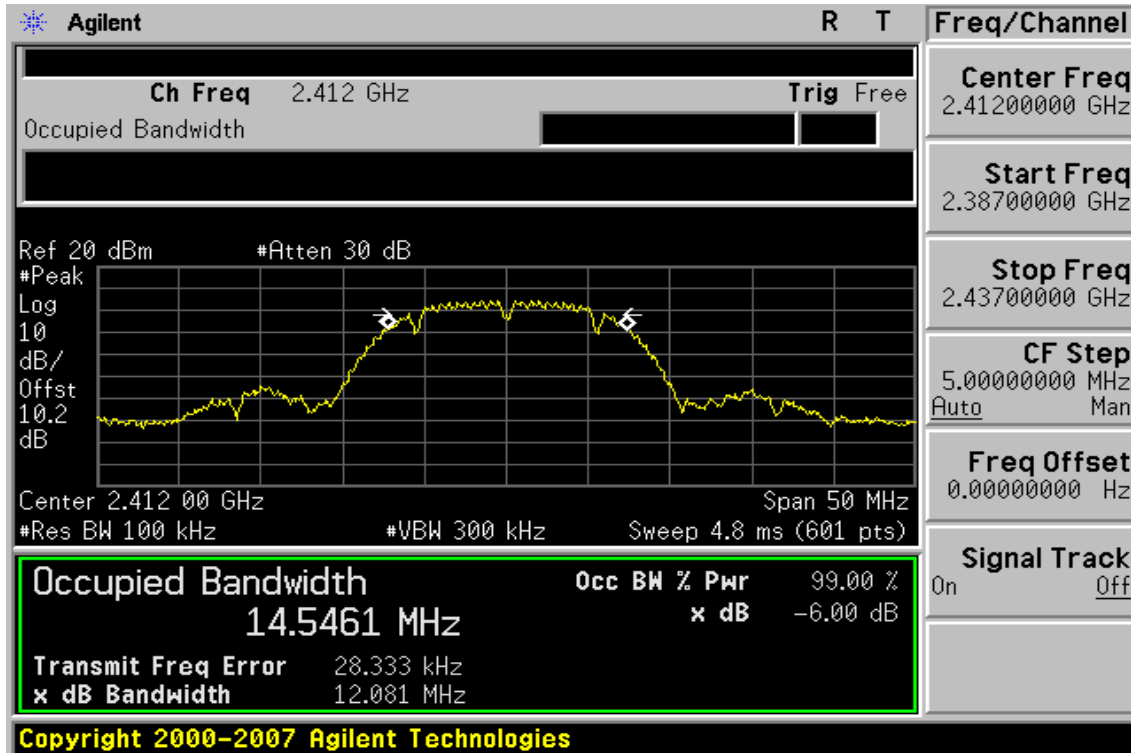 Agilent R T
Freq/Channel
Ch Freq 2.412 GHz Trig Free
Occupied Bandwidth
Center Freq
2.41200000 GHz
Start Freq
2.38700000 GHz
Stop Freq
2.43700000 GHz
CF Step
5.00000000 MHz
Auto Man
Freq Offset
0.00000000 Hz
Signal Track
On Off
Ref 20 dBm #Atten 30 dB
#Peak
Log
10
dB/
Offst
10.2
dB
Center 2.412 00 GHz Span 50 MHz
#Res BW 100 kHz #VBW 300 kHz Sweep 4.8 ms (601 pts)
Occupied Bandwidth
14.5461 MHz
Occ BW % Pwr 99.00 %
x dB -6.00 dB
Transmit Freq Error 28.333 kHz
x dB Bandwidth 12.081 MHz
Copyright 2000-2007 Agilent Technologies